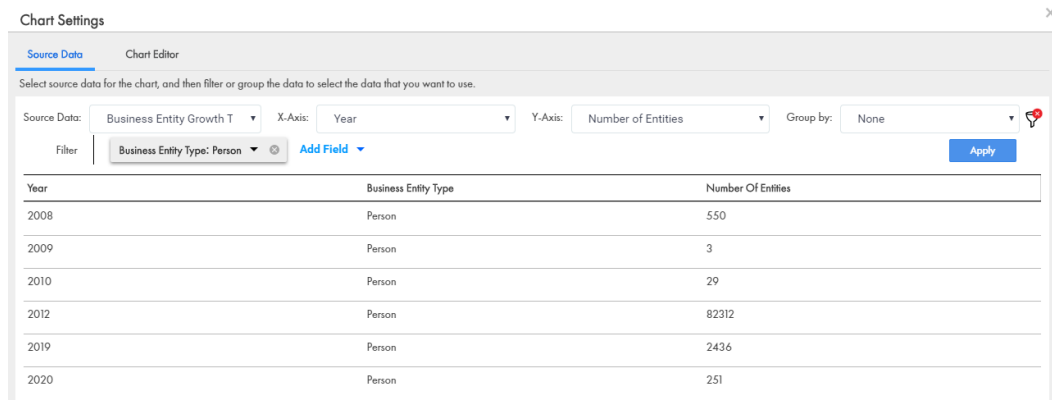 Chart Settings
Source Data Chart Editor
Select source data for the chart, and then filter or group the data to select the data that you want to use.
Source Data: Business Entity Growth T X-Axis: Year Y-Axis: Number of Entities Group by: None
Filter Business Entity Type: Person Add Field Apply
Year Business Entity Type Number Of Entities
2008 Person 550
2009 Person 3
2010 Person 29
2012 Person 82312
2019 Person 2436
2020 Person 251